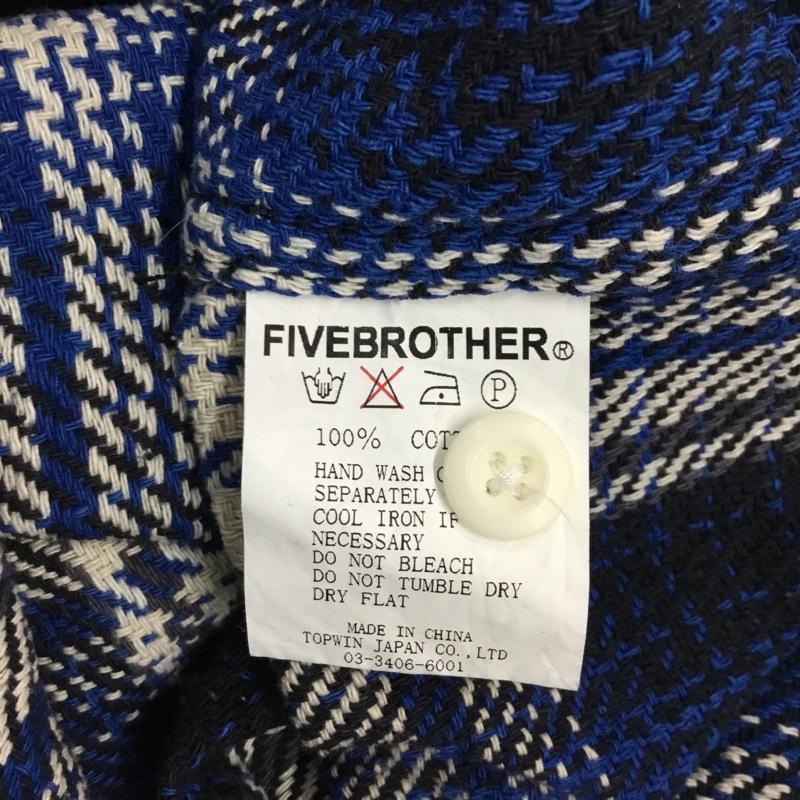 FIVEBROTHER®
P
100% COT
HAND WASH
SEPARATELY
COOL IRON IF
NECESSARY
DO NOT BLEACH
DO NOT TUMBLE DRY
DRY FLAT
MADE IN CHINA
TOPWIN JAPAN CO.,LTD
03-3406-6001